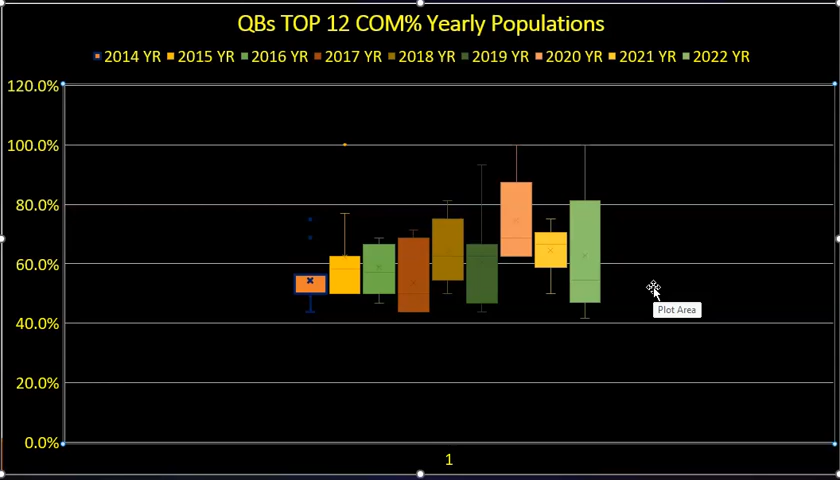 QBs TOP 12 COM% Yearly Populations
2014 YR 2015 YR 2016 YR 2017 YR 2018 YR 2019 YR 2020 YR 2021 YR 2022 YR
120.0%
100.0%
80.0%
60.0%
Plot Area
40.0%
20.0%
0.0%
1